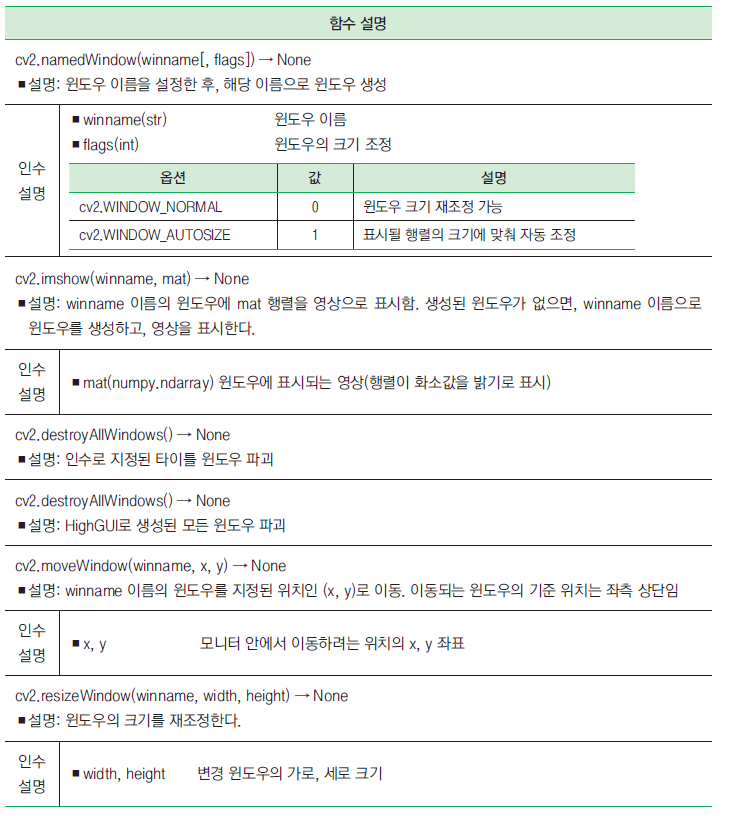 함수 설명
cv2.namedWindow(winname[, flags]) → None
■ 설명: 윈도우 이름을 설정한 후, 해당 이름으로 윈도우 생성
인수
설명
■ winname(str) 윈도우 이름
■ flags(int) 윈도우의 크기 조정
옵션 값 설명
cv2.WINDOW_NORMAL 0 윈도우 크기 재조정 가능
cv2.WINDOW_AUTOSIZE 1 표시될 행렬의 크기에 맞춰 자동 조정
cv2.imshow(winname, mat) → None
■ 설명: winname 이름의 윈도우에 mat 행렬을 영상으로 표시함. 생성된 윈도우가 없으면, winname 이름으로
윈도우를 생성하고, 영상을 표시한다.
인수
설명
■ mat(numpy.ndarray) 윈도우에 표시되는 영상(행렬이 화소값을 밝기로 표시)
cv2.destroyAllWindows() → None
■ 설명: 인수로 지정된 타이틀 윈도우 파괴
cv2.destroyAllWindows() → None
■ 설명: HighGUI로 생성된 모든 윈도우 파괴
cv2.moveWindow(winname, x, y) → None
■ 설명: winname 이름의 윈도우를 지정된 위치인 (x, y)로 이동. 이동되는 윈도우의 기준 위치는 좌측 상단임
인수
설명
■ x, y 모니터 안에서 이동하려는 위치의 x, y 좌표
cv2.resizeWindow(winname, width, height) → None
■ 설명: 윈도우의 크기를 재조정한다.
인수
설명
■ width, height 변경 윈도우의 가로, 세로 크기